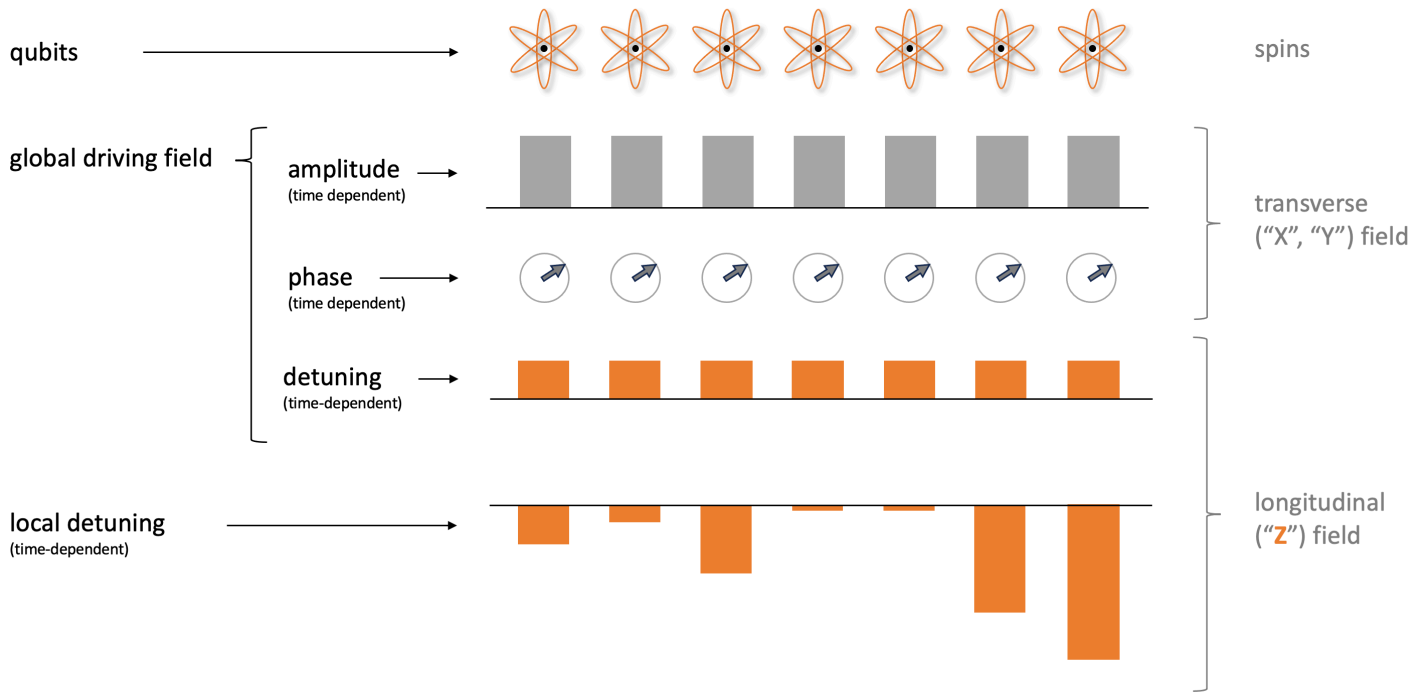 qubits
spins
global driving field
amplitude
(time dependent)
transverse
(“X”, “Y”) field
phase
(time dependent)
detuning
(time-dependent)
local detuning
(time-dependent)
longitudinal
(“Z”) field